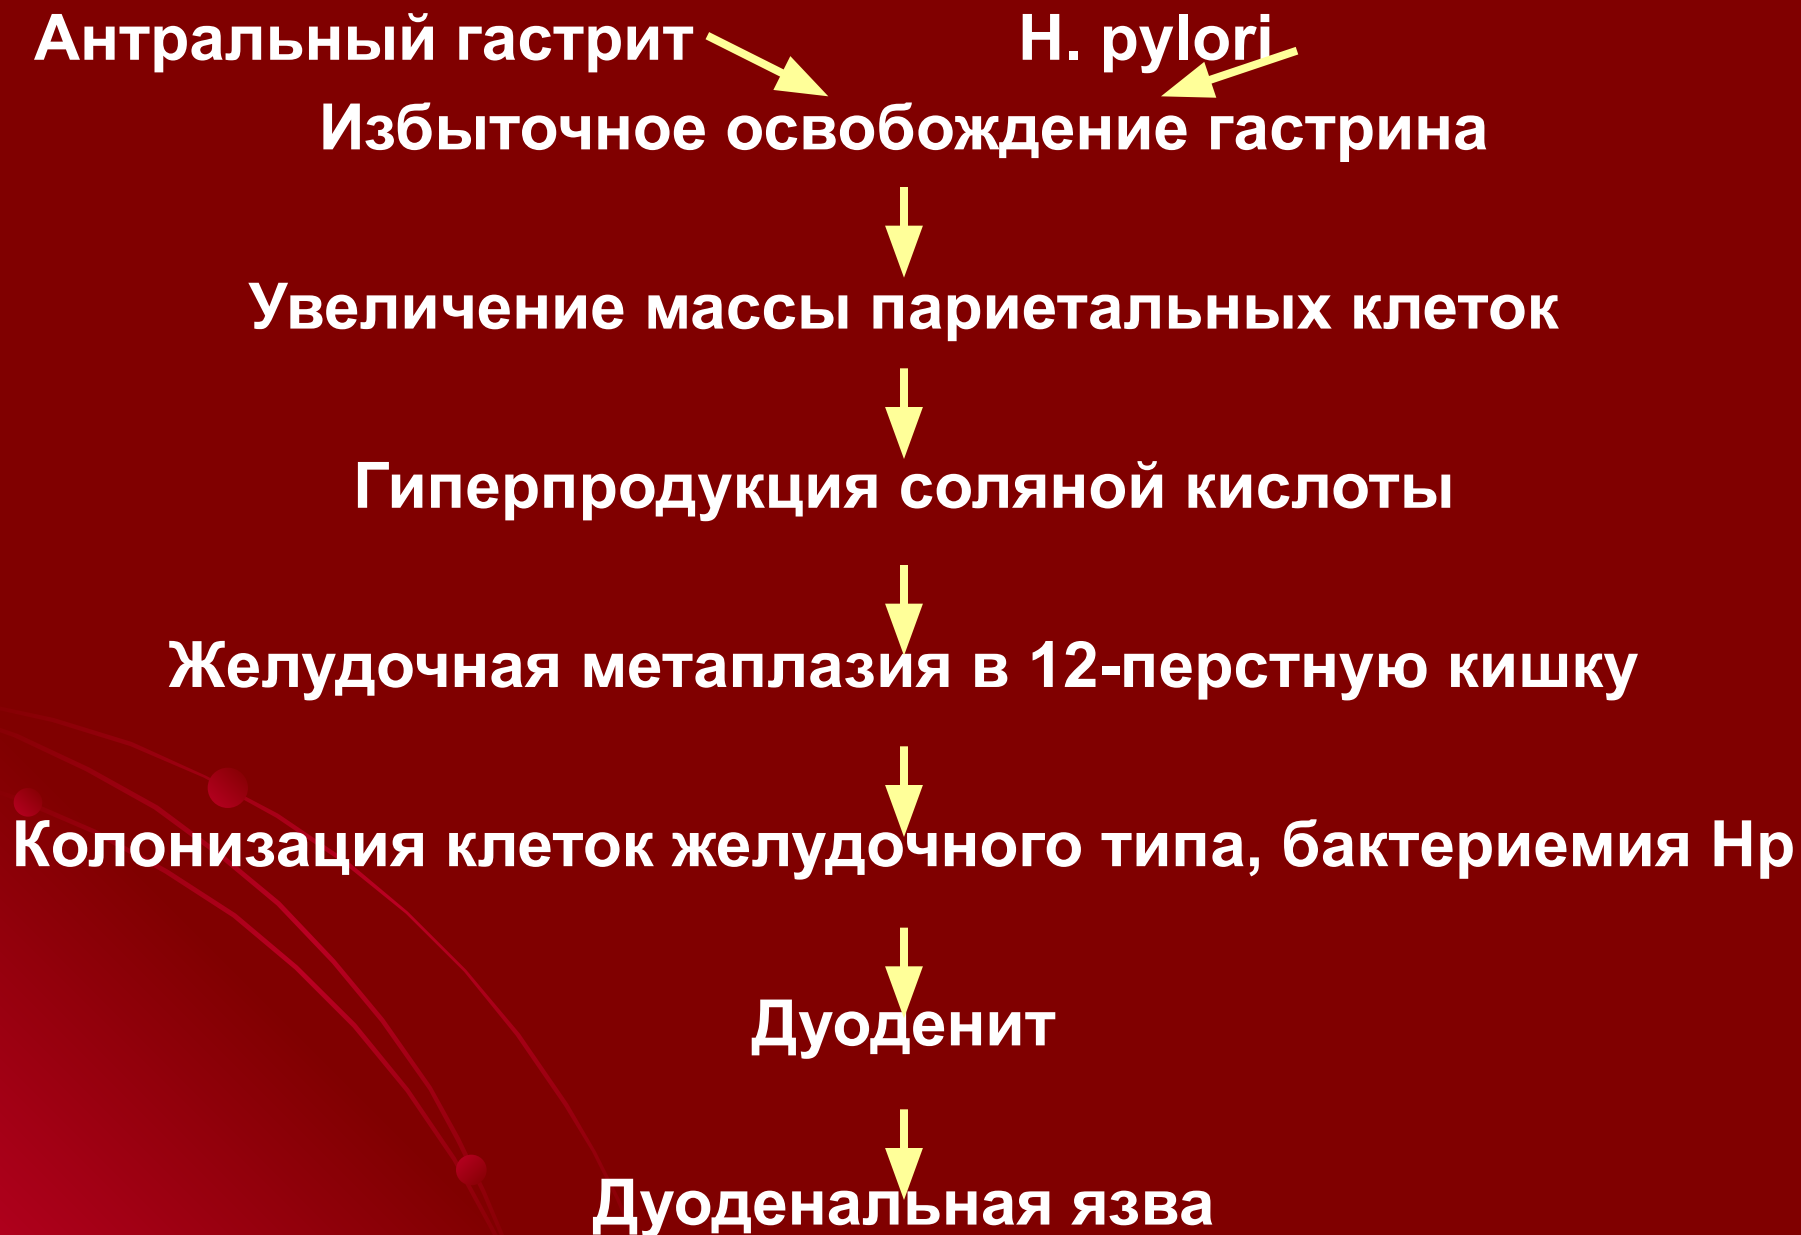 Антральный гастрит H. pylori
Избыточное освобождение гастрина
Увеличение массы париетальных клеток
Гиперпродукция соляной кислоты
Желудочная метаплазия в 12-перстную кишку
Колонизация клеток желудочного типа, бактериемия Нр
Дуоденит
Дуоденальная язва